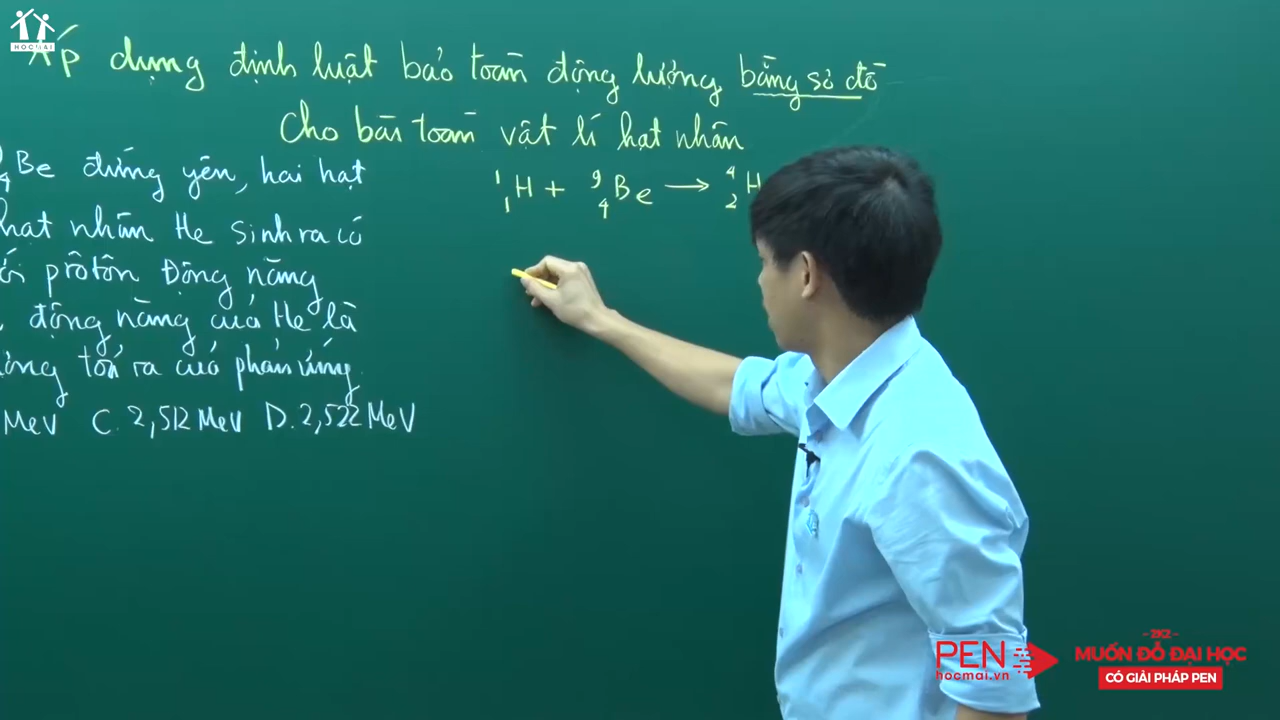 HOCMAI
Áp dụng định luật bảo toàn động lượng bằng sơ đồ
Cho bài toán vật lí hạt nhân
₄Be đứng yên, hai hạt
hạt nhân He sinh ra có
prôtôn Động năng
động năng của He là
toả ra của phản ứng
MeV C. 2,512 MeV D. 2,522 MeV
¹₁H + ⁹₄Be → ⁴₂H
PEN
hocmai.vn
- 2K2 -
MUỐN ĐỖ ĐẠI HỌC
CÓ GIẢI PHÁP PEN